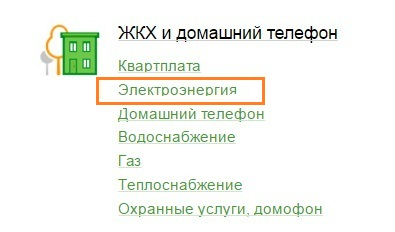 ЖКХ и домашний телефон
Квартплата
Электроэнергия
Домашний телефон
Водоснабжение
Газ
Теплоснабжение
Охранные услуги, домофон